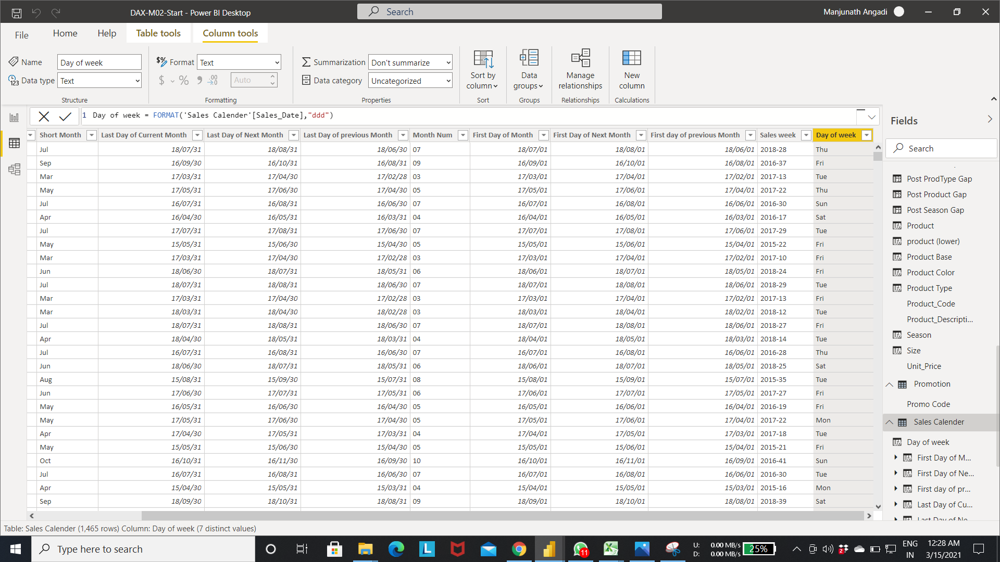 DAX-M02-Start - Power BI Desktop
Search
Manjunath Angadi
File Home Help Table tools Column tools
Name Day of week
Data type Text
Structure
Format Text
$ % Auto
Formatting
Summarization Don't summarize
Data category Uncategorized
Properties
Sort by column
Sort
Data groups
Groups
Manage relationships
Relationships
New column
Calculations
1 Day of week = FORMAT('Sales Calender'[Sales_Date],"ddd")
Short Month Last Day of Current Month Last Day of Next Month Last Day of previous Month Month Num First Day of Month First Day of Next Month First day of previous Month Sales week Day of week
Jul 18/07/31 18/08/31 18/06/30 07 18/07/01 18/08/01 18/06/01 2018-28 Thu
Sep 16/09/30 16/10/31 16/08/31 09 16/09/01 16/10/01 16/08/01 2016-37 Fri
Mar 17/03/31 17/04/30 17/02/28 03 17/03/01 17/04/01 17/02/01 2017-13 Tue
May 17/05/31 17/06/30 17/04/30 05 17/05/01 17/06/01 17/04/01 2017-22 Thu
Jul 16/07/31 16/08/31 16/06/30 07 16/07/01 16/08/01 16/06/01 2016-30 Sun
Apr 16/04/30 16/05/31 16/03/31 04 16/04/01 16/05/01 16/03/01 2016-17 Sat
Jul 17/07/31 17/08/31 17/06/30 07 17/07/01 17/08/01 17/06/01 2017-29 Tue
May 15/05/31 15/06/30 15/04/30 05 15/05/01 15/06/01 15/04/01 2015-22 Fri
Mar 17/03/31 17/04/30 17/02/28 03 17/03/01 17/04/01 17/02/01 2017-10 Fri
Jun 18/06/30 18/07/31 18/05/31 06 18/06/01 18/07/01 18/05/01 2018-24 Fri
Jul 18/07/31 18/08/31 18/06/30 07 18/07/01 18/08/01 18/06/01 2018-29 Tue
Mar 17/03/31 17/04/30 17/02/28 03 17/03/01 17/04/01 17/02/01 2017-13 Fri
Mar 18/03/31 18/04/30 18/02/28 03 18/03/01 18/04/01 18/02/01 2018-12 Tue
Jul 18/07/31 18/08/31 18/06/30 07 18/07/01 18/08/01 18/06/01 2018-27 Fri
Apr 18/04/30 18/05/31 18/03/31 04 18/04/01 18/05/01 18/03/01 2018-14 Tue
Jul 16/07/31 16/08/31 16/06/30 07 16/07/01 16/08/01 16/06/01 2016-28 Thu
Jun 18/06/30 18/07/31 18/05/31 06 18/06/01 18/07/01 18/05/01 2018-25 Sat
Aug 15/08/31 15/09/30 15/07/31 08 15/08/01 15/09/01 15/07/01 2015-35 Tue
Jun 17/06/30 17/07/31 17/05/31 06 17/06/01 17/07/01 17/05/01 2017-27 Fri
May 16/05/31 16/06/30 16/04/30 05 16/05/01 16/06/01 16/04/01 2016-19 Fri
May 17/05/31 17/06/30 17/04/30 05 17/05/01 17/06/01 17/04/01 2017-22 Mon
Apr 17/04/30 17/05/31 17/03/31 04 17/04/01 17/05/01 17/03/01 2017-18 Tue
May 15/05/31 15/06/30 15/04/30 05 15/05/01 15/06/01 15/04/01 2015-21 Fri
Oct 16/10/31 16/11/30 16/09/30 10 16/10/01 16/11/01 16/09/01 2016-41 Sun
Jul 16/07/31 16/08/31 16/06/30 07 16/07/01 16/08/01 16/06/01 2016-30 Tue
Apr 15/04/30 15/05/31 15/03/31 04 15/04/01 15/05/01 15/03/01 2015-16 Mon
Sep 18/09/30 18/10/31 18/08/31 09 18/09/01 18/10/01 18/08/01 2018-39 Sat
Fields
Search
Post ProdType Gap
Post Product Gap
Post Season Gap
Product
product (lower)
Product Base
Product Color
Product Type
Product_Code
Product_Descripti...
Season
Size
Unit_Price
Promotion
Promo Code
Sales Calender
Day of week
First Day of M...
First Day of Ne...
First day of pr...
Last Day of Cu...
Last Day of Ne...
Table: Sales Calender (1,465 rows) Column: Day of week (7 distinct values)
Type here to search
11
U: 0.00 MB/s
D: 0.00 MB/s
25%
2
ENG
IN
12:28 AM
3/15/2021